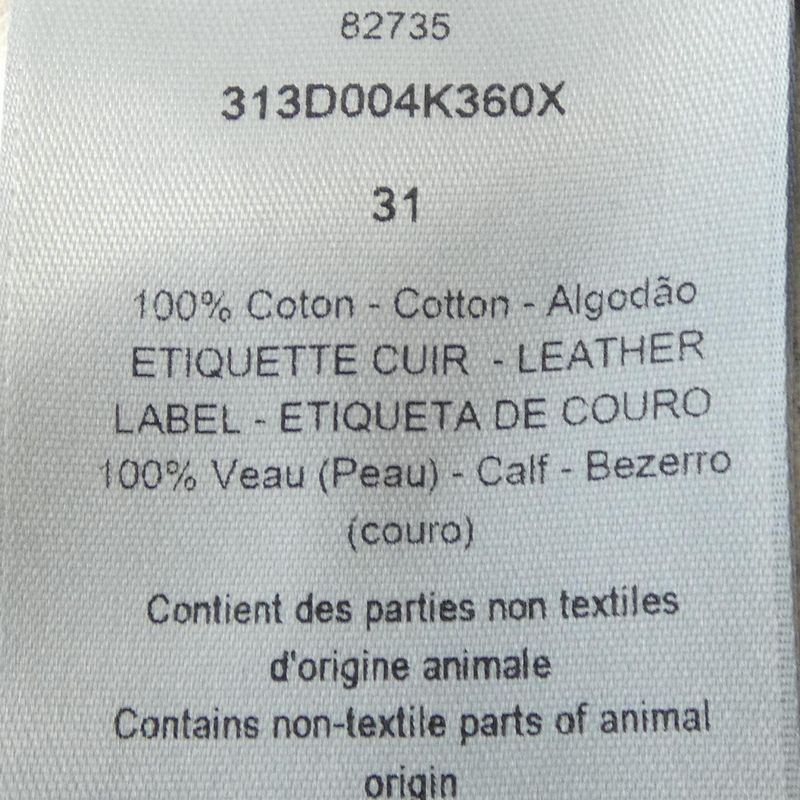 82735
313D004K360X
31
100% Coton - Cotton - Algodão
ETIQUETTE CUIR - LEATHER
LABEL - ETIQUETA DE COURO
100% Veau (Peau) - Calf - Bezerro
(couro)
Contient des parties non textiles
d'origine animale
Contains non-textile parts of animal
origin